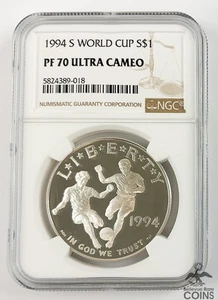 1994 S WORLD CUP S$1
PF 70 ULTRA CAMEO
5824389-018
NUMISMATIC GUARANTY CORPORATION
NGC
LIBERTY
1994
IN GOD WE TRUST
COINS